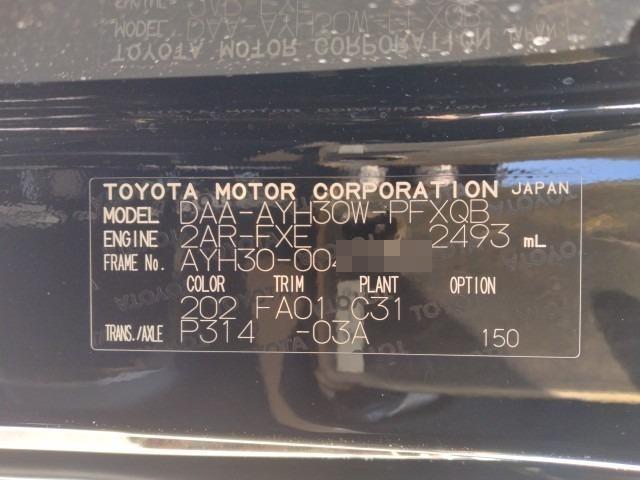 TOYOTA MOTOR CORPORATION JAPAN
MODEL DAA-AYH30W-PFXQB
ENGINE 2AR-FXE 2493 mL
FRAME No. AYH30-004
COLOR TRIM PLANT OPTION
202 FA01 C31
TRANS./AXLE P314 -03A 150